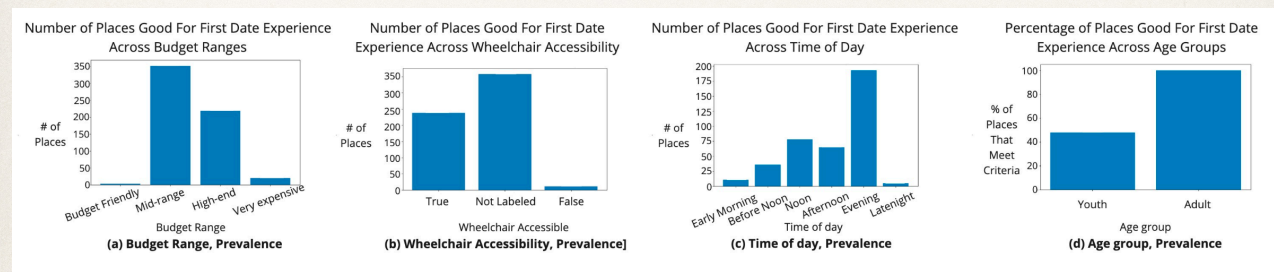 Number of Places Good For First Date Experience
Across Budget Ranges
350
300
250
200
150
100
50
0
# of
Places
Budget Friendly
Mid-range
High-end
Very expensive
Budget Range
(a) Budget Range, Prevalence
Number of Places Good For First Date
Experience Across Wheelchair Accessibility
350
300
250
200
150
100
50
0
# of
Places
True
Not Labeled
False
Wheelchair Accessible
(b) Wheelchair Accessibility, Prevalence]
Number of Places Good For First Date Experience
Across Time of Day
200
175
150
125
100
75
50
25
0
# of
Places
Early Morning
Before Noon
Noon
Afternoon
Evening
Latenight
Time of day
(c) Time of day, Prevalence
Percentage of Places Good For First Date
Experience Across Age Groups
100
80
60
40
20
0
% of
Places
That
Meet
Criteria
Youth
Adult
Age group
(d) Age group, Prevalence